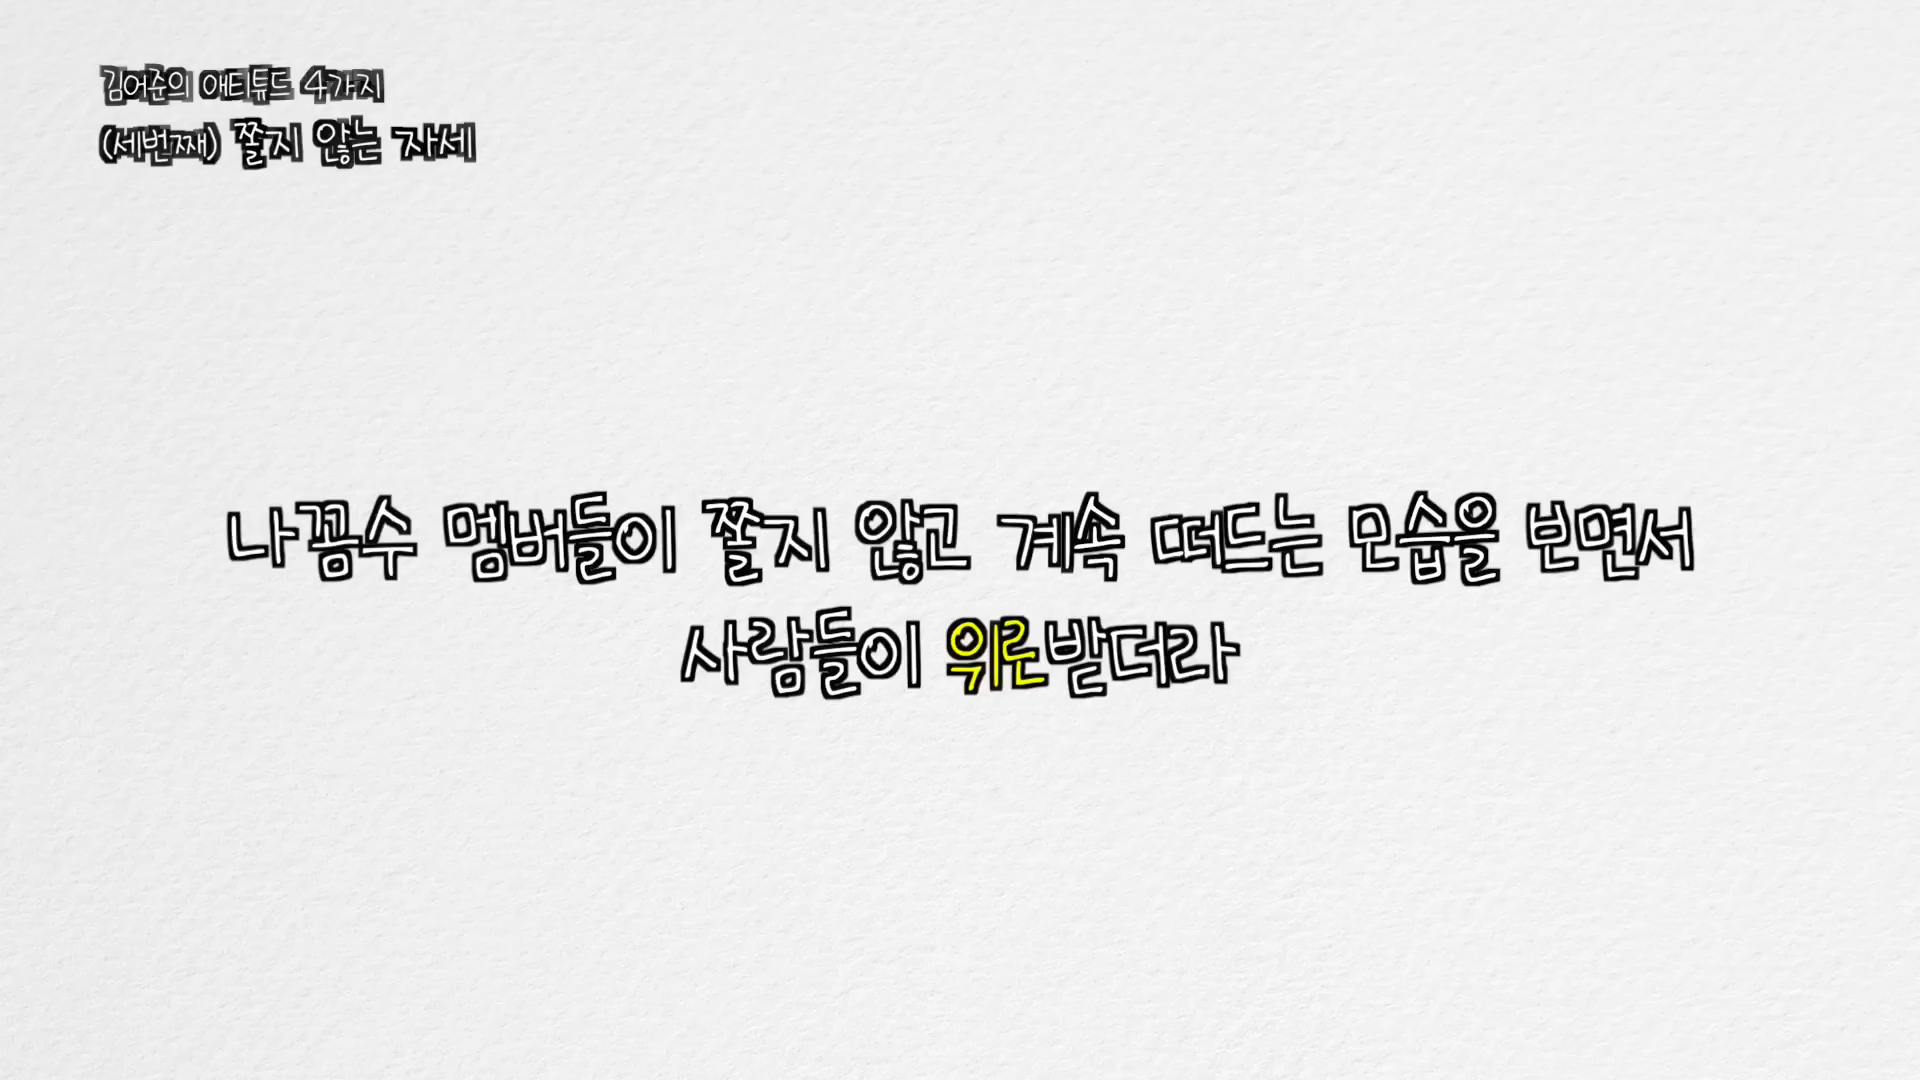 김어준의 애티튜드 4가지
(세번째) 쫄지 않는 자세
나꼼수 멤버들이 쫄지 않고 계속 떠드는 모습을 보면서
사람들이 위로받더라